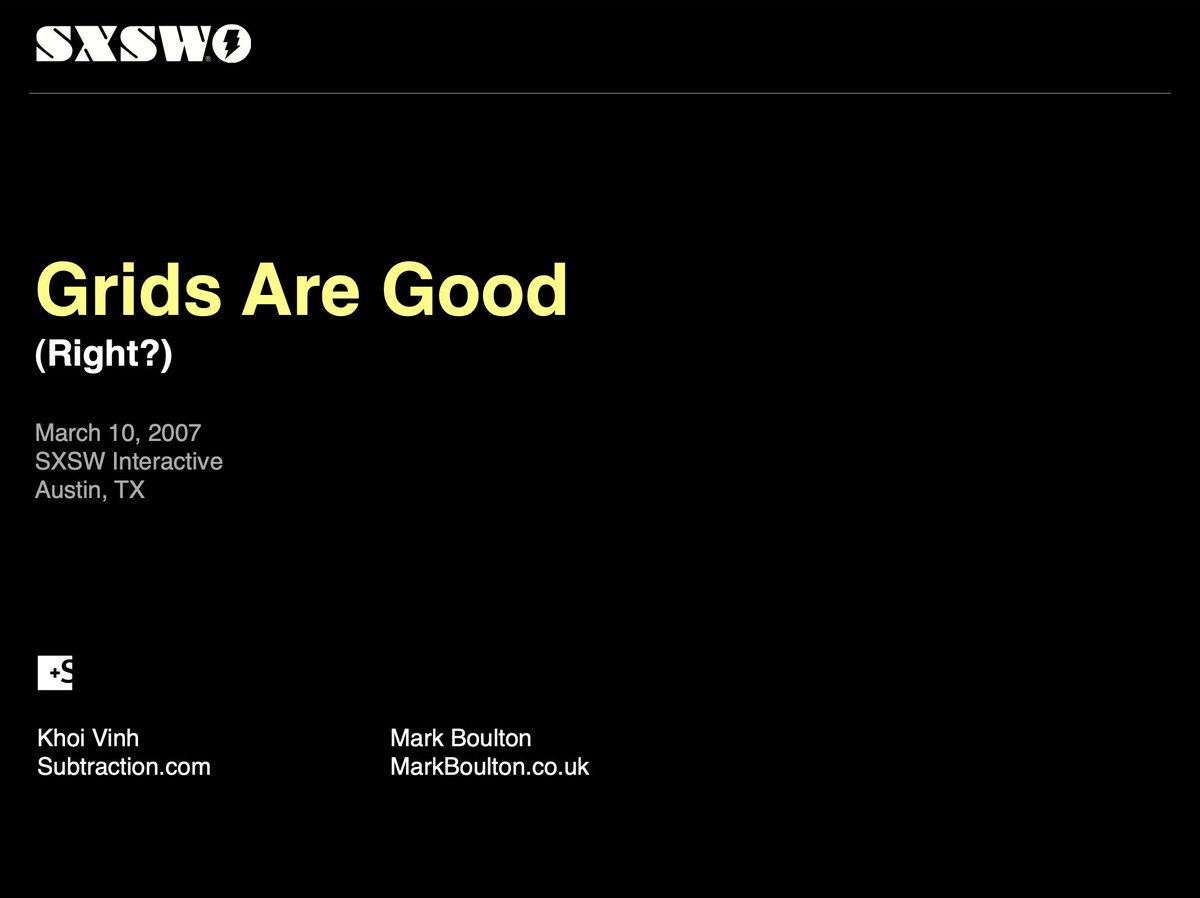 SXSW®
Grids Are Good
(Right?)
March 10, 2007
SXSW Interactive
Austin, TX
+S
Khoi Vinh
Subtraction.com
Mark Boulton
MarkBoulton.co.uk